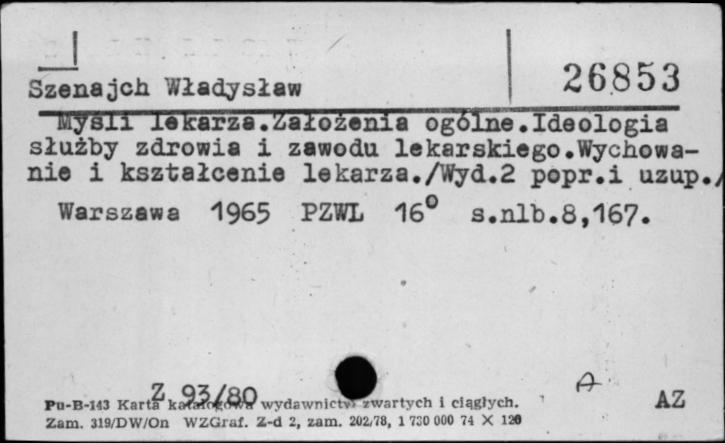 26853
Szenajch Władysław
Myśli lekarza.Założenia ogólne.Ideologia
służby zdrowia i zawodu lekarskiego.Wychowa-
nie i kształcenie lekarza./Wyd.2 popr.i uzup./
Warszawa 1965 PZWL 16° s.nlb.8,167.
Z 93/80
A
AZ
Pu-B-143 Karta katalogowa wydawnictw zwartych i ciągłych.
Zam. 319/DW/On WZGraf. Z-d 2, zam. 202/78, 1 730 000 74 X 120